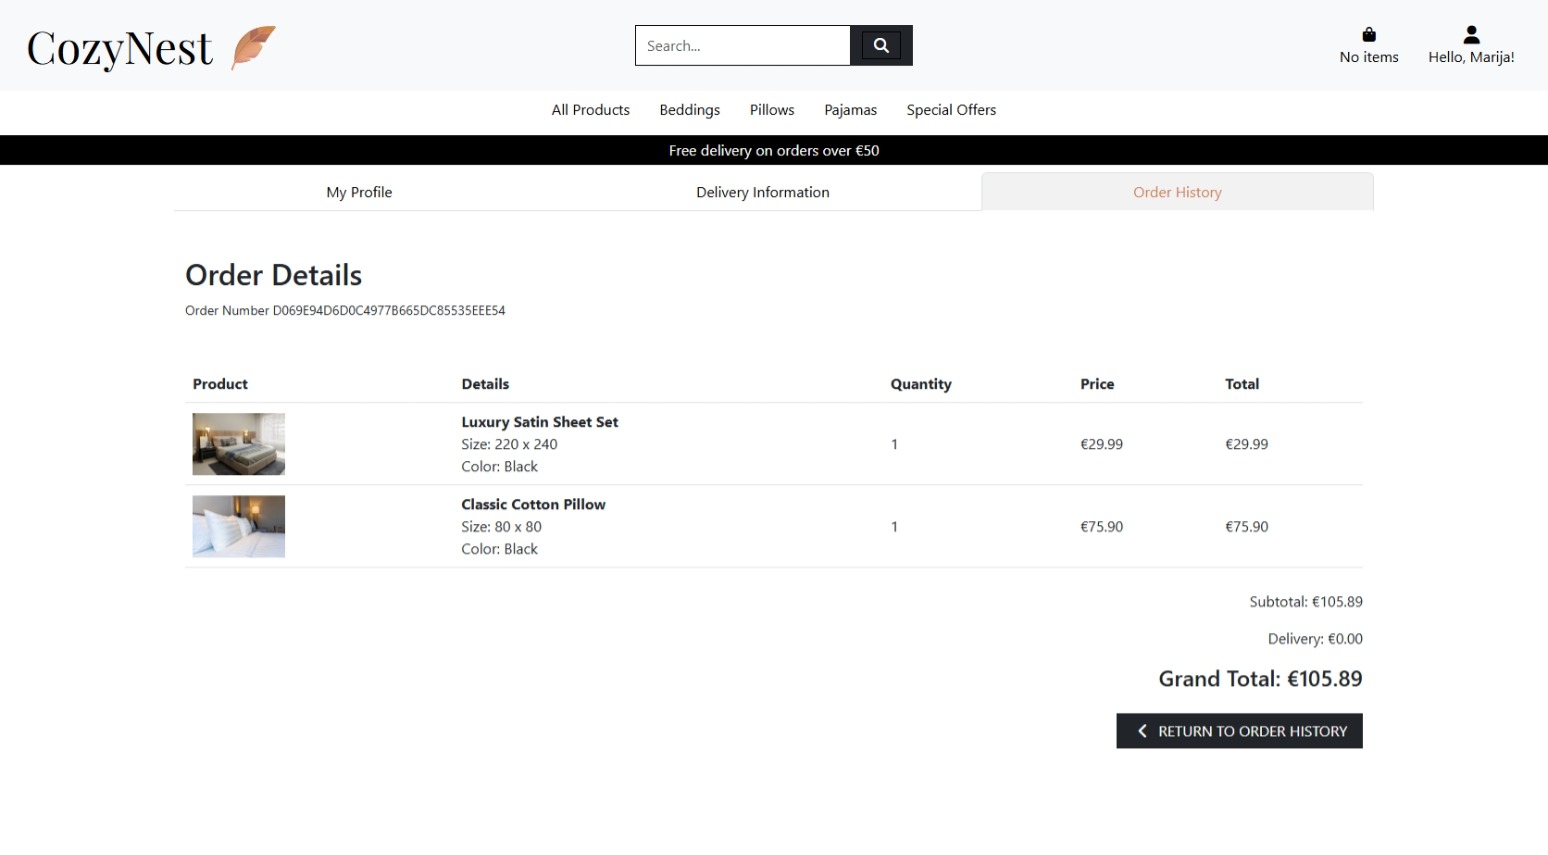 CozyNest
Search...
No items
Hello, Marija!
All Products Beddings Pillows Pajamas Special Offers
Free delivery on orders over €50
My Profile Delivery Information Order History
Order Details
Order Number D069E94D6D0C4977B665DC85535EEE54
Product Details Quantity Price Total
Luxury Satin Sheet Set
Size: 220 x 240
Color: Black
1 €29.99 €29.99
Classic Cotton Pillow
Size: 80 x 80
Color: Black
1 €75.90 €75.90
Subtotal: €105.89
Delivery: €0.00
Grand Total: €105.89
RETURN TO ORDER HISTORY